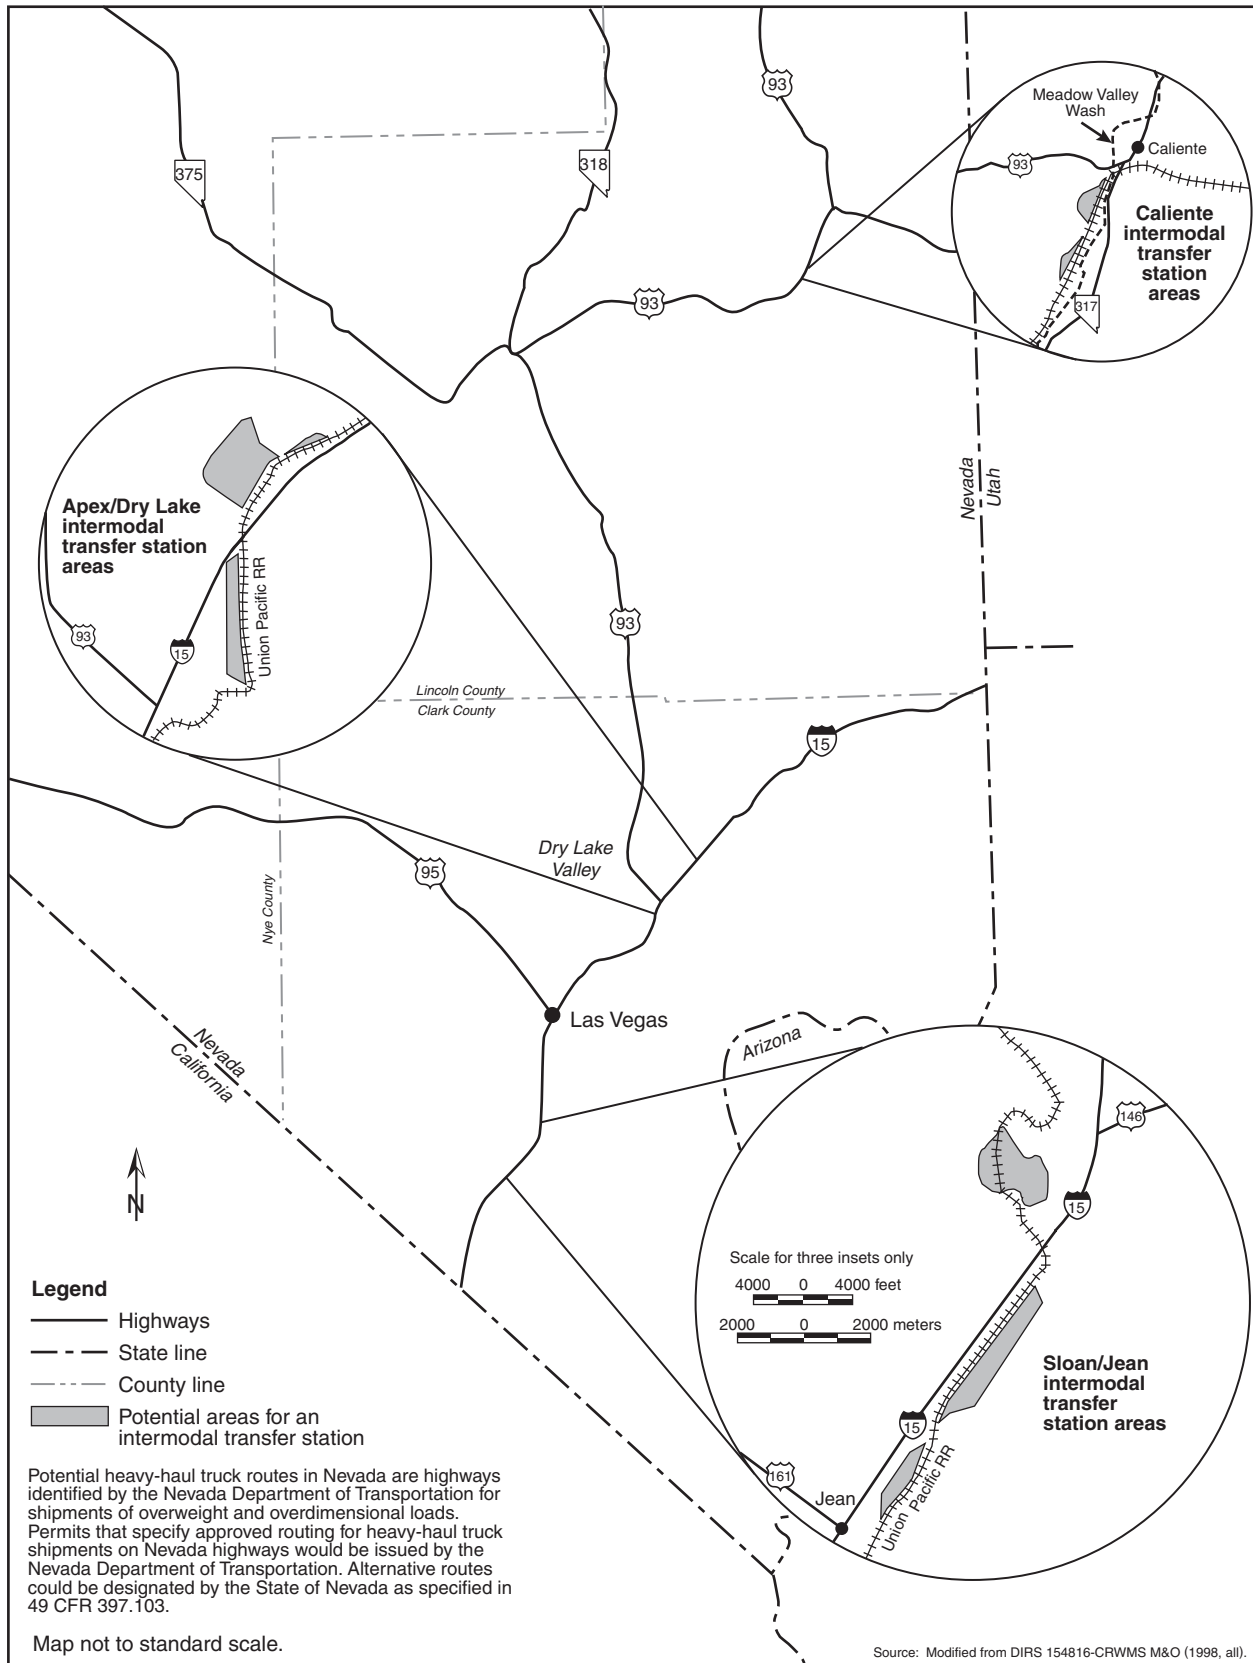 93
Meadow Valley
Wash
Caliente
93
375
318
Caliente
intermodal
transfer
station
areas
317
93
Apex/Dry Lake
intermodal
transfer station
areas
Nevada
Utah
Union Pacific RR
93
15
93
Lincoln County
Clark County
15
Dry Lake
Valley
95
Nye County
Las Vegas
Nevada
California
Arizona
146
15
N
Scale for three insets only
4000 0 4000 feet
2000 0 2000 meters
Sloan/Jean
intermodal
transfer
station areas
15
161
Jean
Union Pacific RR
Legend
Highways
State line
County line
Potential areas for an
intermodal transfer station
Potential heavy-haul truck routes in Nevada are highways
identified by the Nevada Department of Transportation for
shipments of overweight and overdimensional loads.
Permits that specify approved routing for heavy-haul truck
shipments on Nevada highways would be issued by the
Nevada Department of Transportation. Alternative routes
could be designated by the State of Nevada as specified in
49 CFR 397.103.
Map not to standard scale.
Source: Modified from DIRS 154816-CRWMS M&O (1998, all).